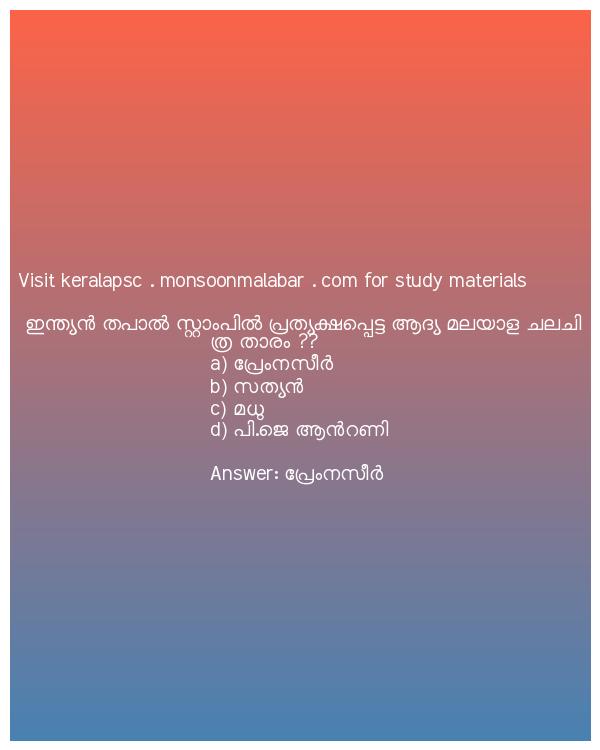 Visit keralapsc . monsoonmalabar . com for study materials
ഇന്ത്യൻ തപാൽ സ്റ്റാംപിൽ പ്രത്യക്ഷപ്പെട്ട ആദ്യ മലയാള ചലചി
ത്ര താരം ??
a) പ്രേംനസീർ
b) സത്യൻ
c) മധു
d) പി.ജെ ആൻറണി
Answer: പ്രേംനസീർ